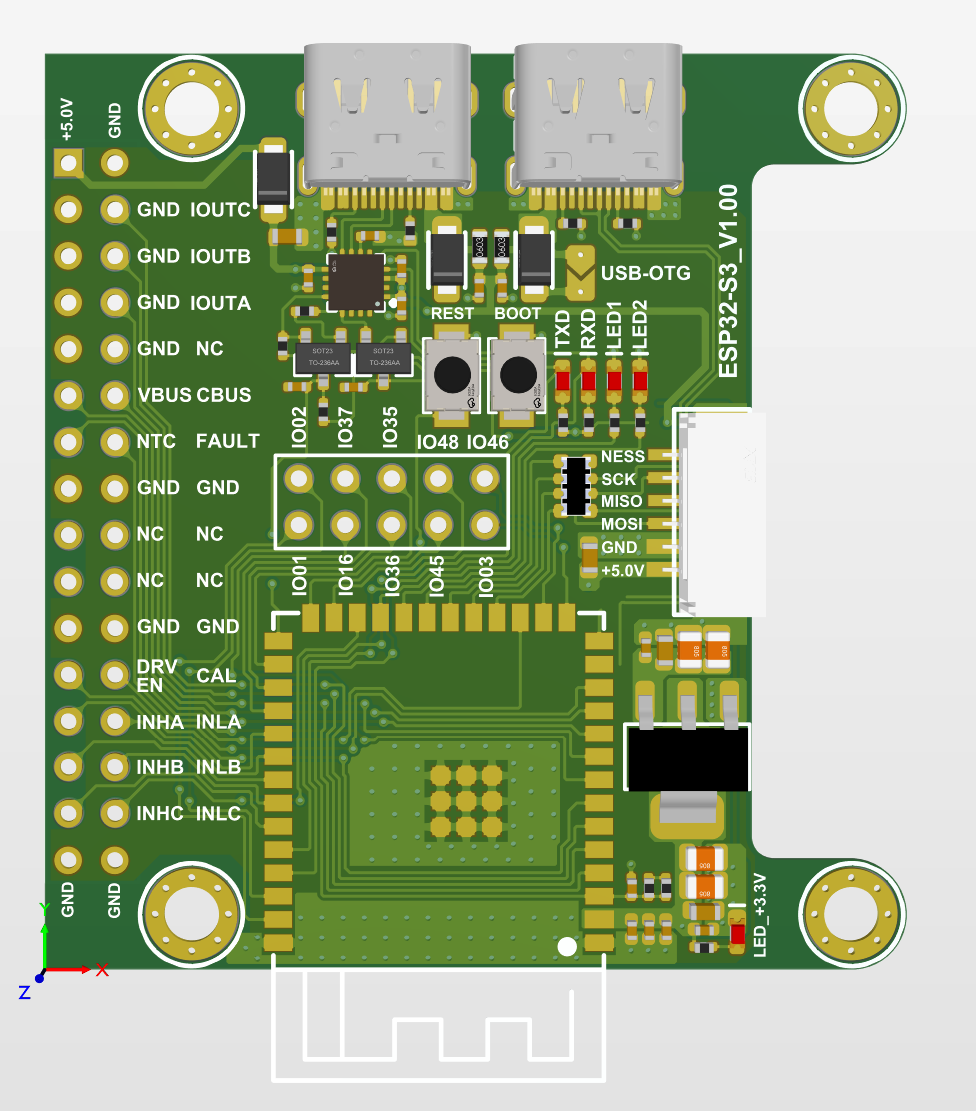 +5.0V GND
GND IOUTC
GND IOUTB
GND IOUTA
GND NC
VBUS CBUS
NTC FAULT
GND GND
NC NC
NC NC
GND GND
DRV EN CAL
INHA INLA
INHB INLB
INHC INLC
GND GND
0603 0603
USB-OTG
ESP32-S3_V1.00
REST BOOT
TXD RXD LED1 LED2
SOT23
TO-236AA
SOT23
TO-236AA
IO02 IO37 IO35 IO48 IO46
IO01 IO16 IO36 IO45 IO03
NESS
SCK
MISO
MOSI
GND
+5.0V
805 805
805
805
LED_+3.3V
X
Y
Z